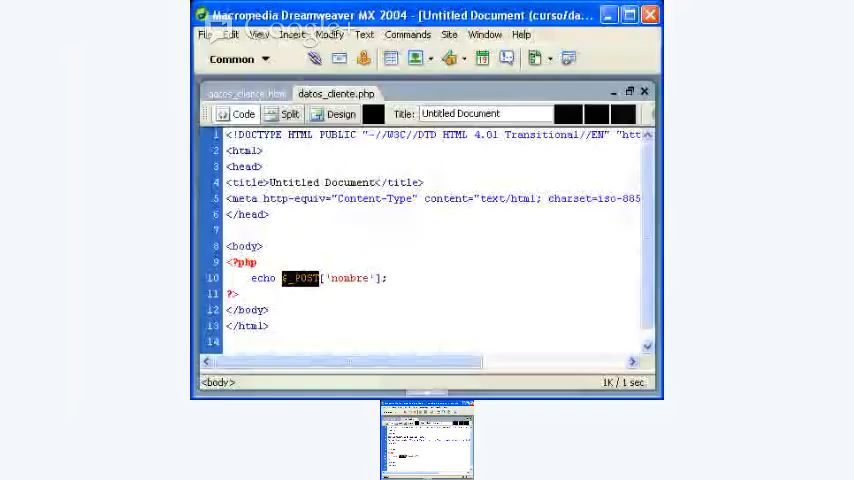 Macromedia Dreamweaver MX 2004 - [Untitled Document (curso/da...
Google+
File Edit View Insert Modify Text Commands Site Window Help
Common
datos_cliente.html datos_cliente.php
Code Split Design Title: Untitled Document
1 <!DOCTYPE HTML PUBLIC "-//W3C//DTD HTML 4.01 Transitional//EN" "htt
2 <html>
3 <head>
4 <title>Untitled Document</title>
5 <meta http-equiv="Content-Type" content="text/html; charset=iso-885
6 </head>
7
8 <body>
9 <?php
10 echo $_POST['nombre'];
11 ?>
12 </body>
13 </html>
14
<body> 1K / 1 sec